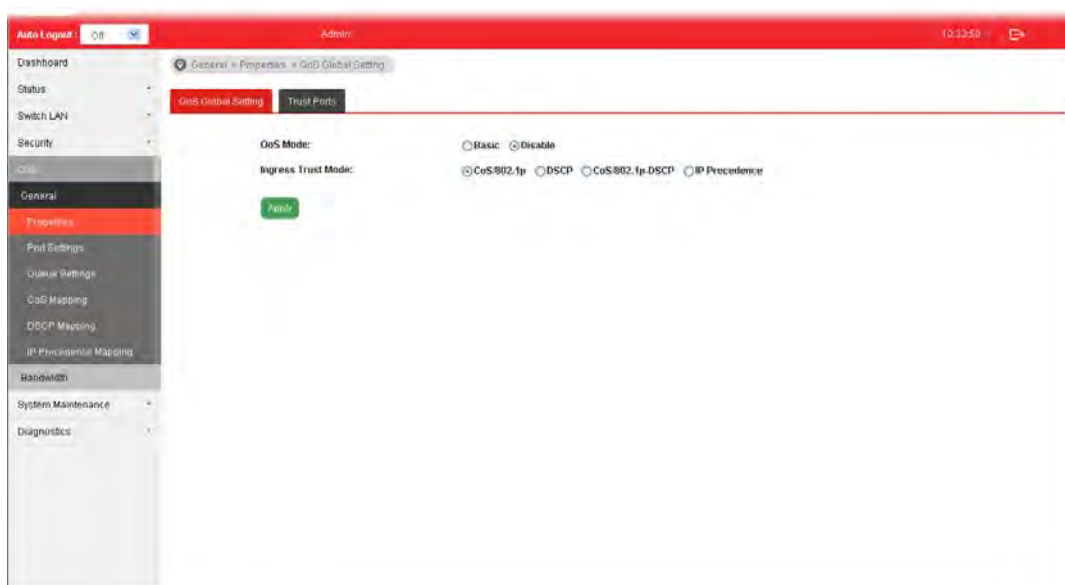 Auto Logout : Off
Admin
10:33:50
Dashboard
General » Properties » QoS Global Setting
Status
QoS Global Setting
Trust Ports
Switch LAN
Security
QoS Mode:
Basic
Disable
QoS
Ingress Trust Mode:
CoS/802.1p
DSCP
CoS/802.1p-DSCP
IP Precedence
General
Apply
Properties
Port Settings
Queue Settings
CoS Mapping
DSCP Mapping
IP Precedence Mapping
Bandwidth
System Maintenance
Diagnostics